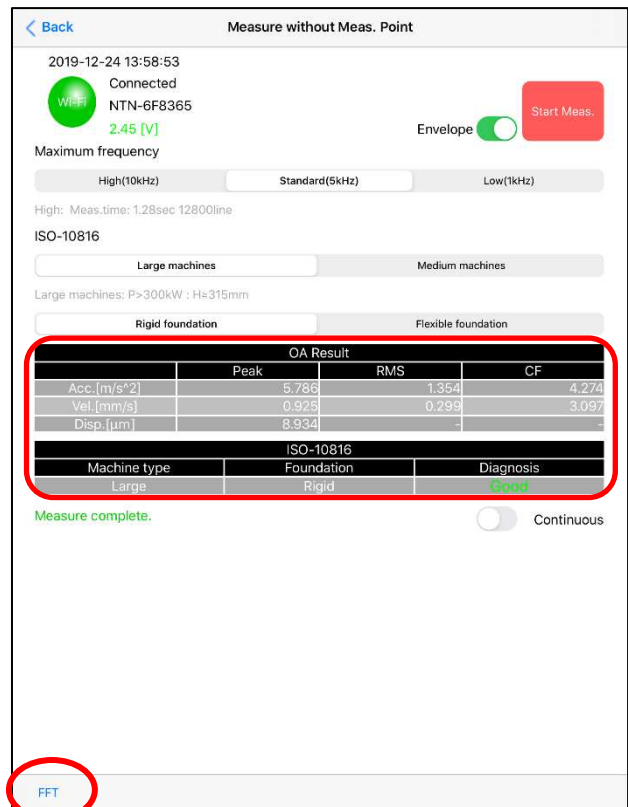 Back Measure without Meas. Point
2019-12-24 13:58:53
Connected
Wi-Fi NTN-6F8365
2.45 [V]
Envelope Start Meas.
Maximum frequency
High(10kHz) Standard(5kHz) Low(1kHz)
High: Meas.time: 1.28sec 12800line
ISO-10816
Large machines Medium machines
Large machines: P>300kW : H≥315mm
Rigid foundation Flexible foundation
OA Result
Peak RMS CF
Acc.[m/s^2] 5.786 1.354 4.274
Vel.[mm/s] 0.925 0.299 3.097
Disp.[µm] 8.934 - -
ISO-10816
Machine type Foundation Diagnosis
Large Rigid Good
Measure complete. Continuous
FFT